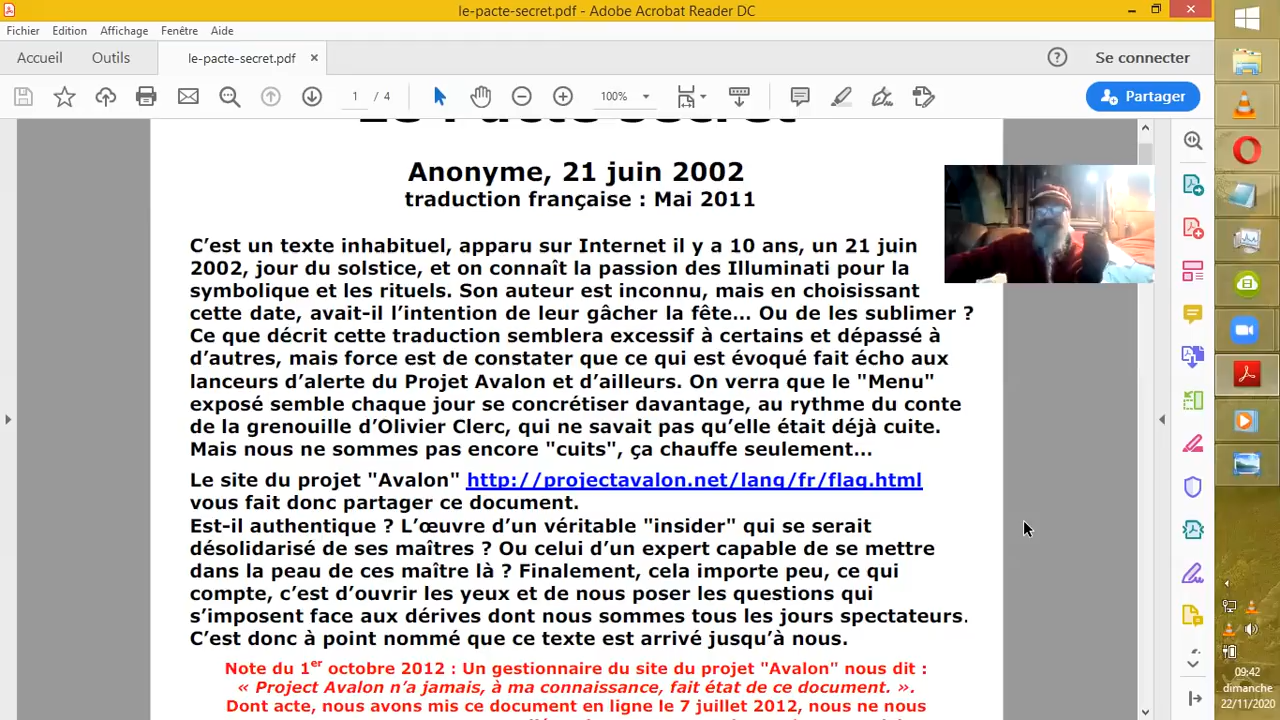 le-pacte-secret.pdf - Adobe Acrobat Reader DC
Fichier Edition Affichage Fenêtre Aide
Accueil Outils le-pacte-secret.pdf × Se connecter
1 / 4 100% Partager
Le Pacte Secret
Anonyme, 21 juin 2002
traduction française : Mai 2011
C’est un texte inhabituel, apparu sur Internet il y a 10 ans, un 21 juin
2002, jour du solstice, et on connaît la passion des Illuminati pour la
symbolique et les rituels. Son auteur est inconnu, mais en choisissant
cette date, avait-il l’intention de leur gâcher la fête… Ou de les sublimer ?
Ce que décrit cette traduction semblera excessif à certains et dépassé à
d’autres, mais force est de constater que ce qui est évoqué fait écho aux
lanceurs d’alerte du Projet Avalon et d’ailleurs. On verra que le "Menu"
exposé semble chaque jour se concrétiser davantage, au rythme du conte
de la grenouille d’Olivier Clerc, qui ne savait pas qu’elle était déjà cuite.
Mais nous ne sommes pas encore "cuits", ça chauffe seulement…
Le site du projet "Avalon" http://projectavalon.net/lang/fr/flag.html
vous fait donc partager ce document.
Est-il authentique ? L’œuvre d’un véritable "insider" qui se serait
désolidarisé de ses maîtres ? Ou celui d’un expert capable de se mettre
dans la peau de ces maître là ? Finalement, cela importe peu, ce qui
compte, c’est d’ouvrir les yeux et de nous poser les questions qui
s’imposent face aux dérives dont nous sommes tous les jours spectateurs.
C’est donc à point nommé que ce texte est arrivé jusqu’à nous.
Note du 1er octobre 2012 : Un gestionnaire du site du projet "Avalon" nous dit :
« Project Avalon n’a jamais, à ma connaissance, fait état de ce document. ».
Dont acte, nous avons mis ce document en ligne le 7 juillet 2012, nous ne nous
09:42
dimanche
22/11/2020